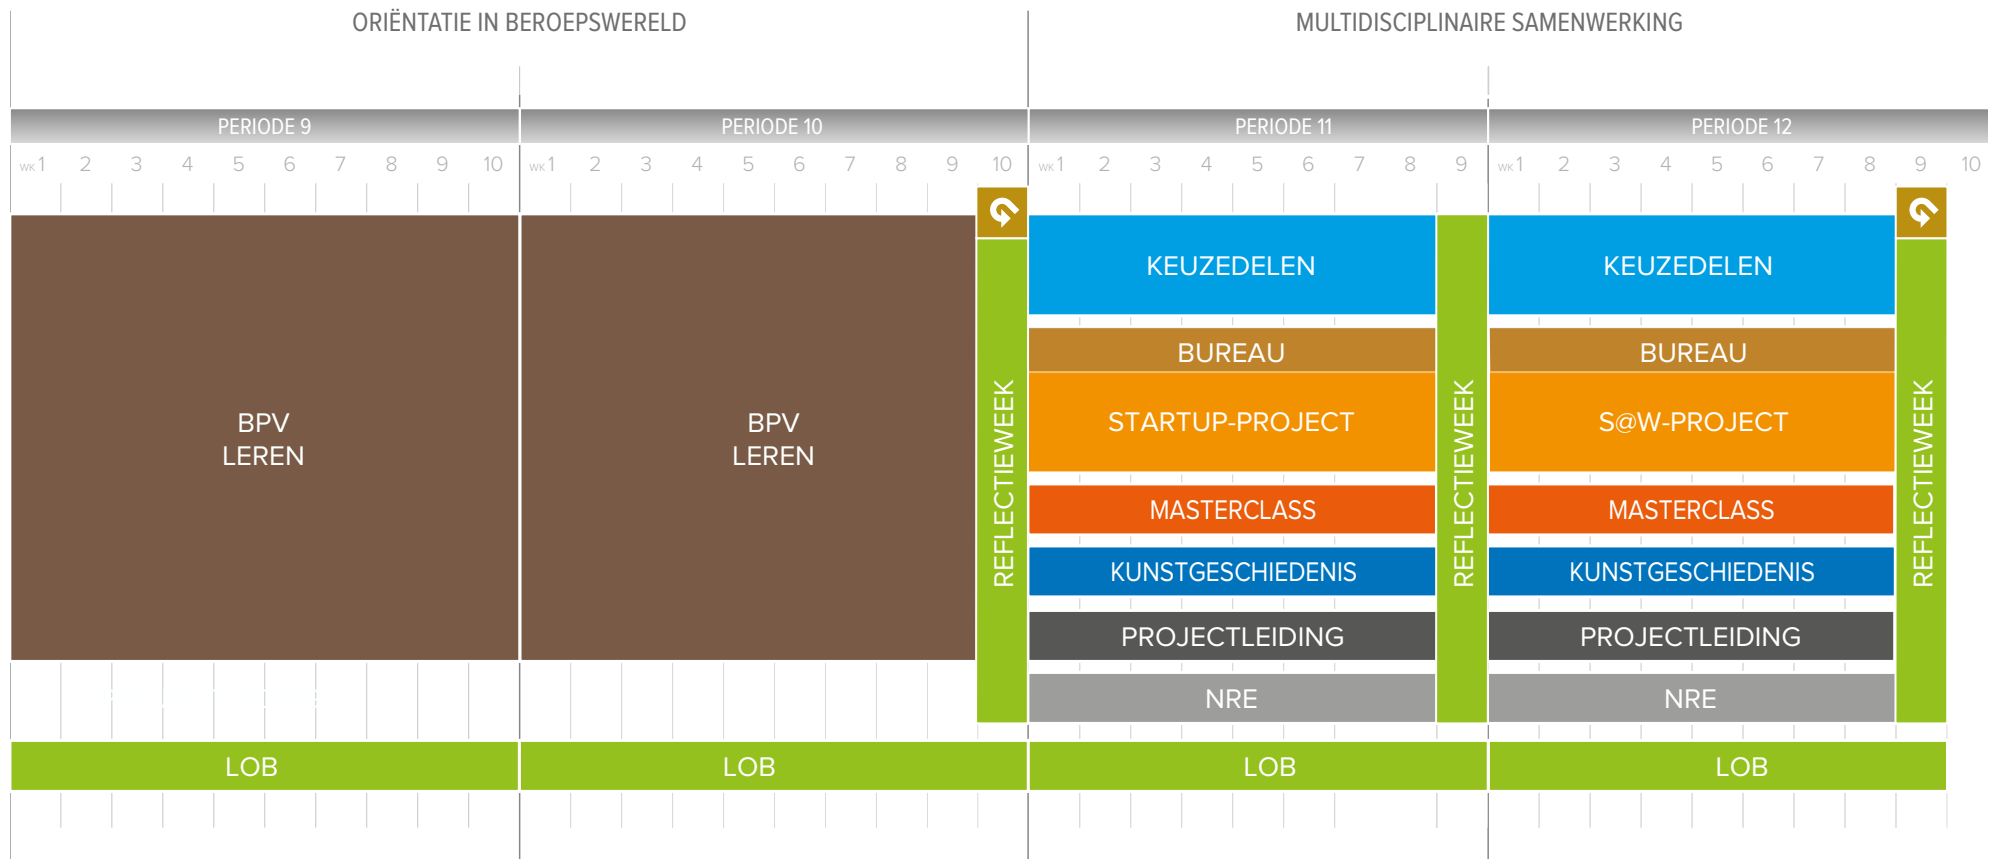 ORIËNTATIE IN BEROEPSWERELD
MULTIDISCIPLINAIRE SAMENWERKING
PERIODE 9
PERIODE 10
PERIODE 11
PERIODE 12
WK 1 2 3 4 5 6 7 8 9 10
WK 1 2 3 4 5 6 7 8 9 10
WK 1 2 3 4 5 6 7 8 9
WK 1 2 3 4 5 6 7 8 9 10
BPV
LEREN
BPV
LEREN
REFLECTIEWEEK
KEUZEDELEN
BUREAU
STARTUP-PROJECT
MASTERCLASS
KUNSTGESCHIEDENIS
PROJECTLEIDING
NRE
REFLECTIEWEEK
KEUZEDELEN
BUREAU
S@W-PROJECT
MASTERCLASS
KUNSTGESCHIEDENIS
PROJECTLEIDING
NRE
REFLECTIEWEEK
LOB
LOB
LOB
LOB